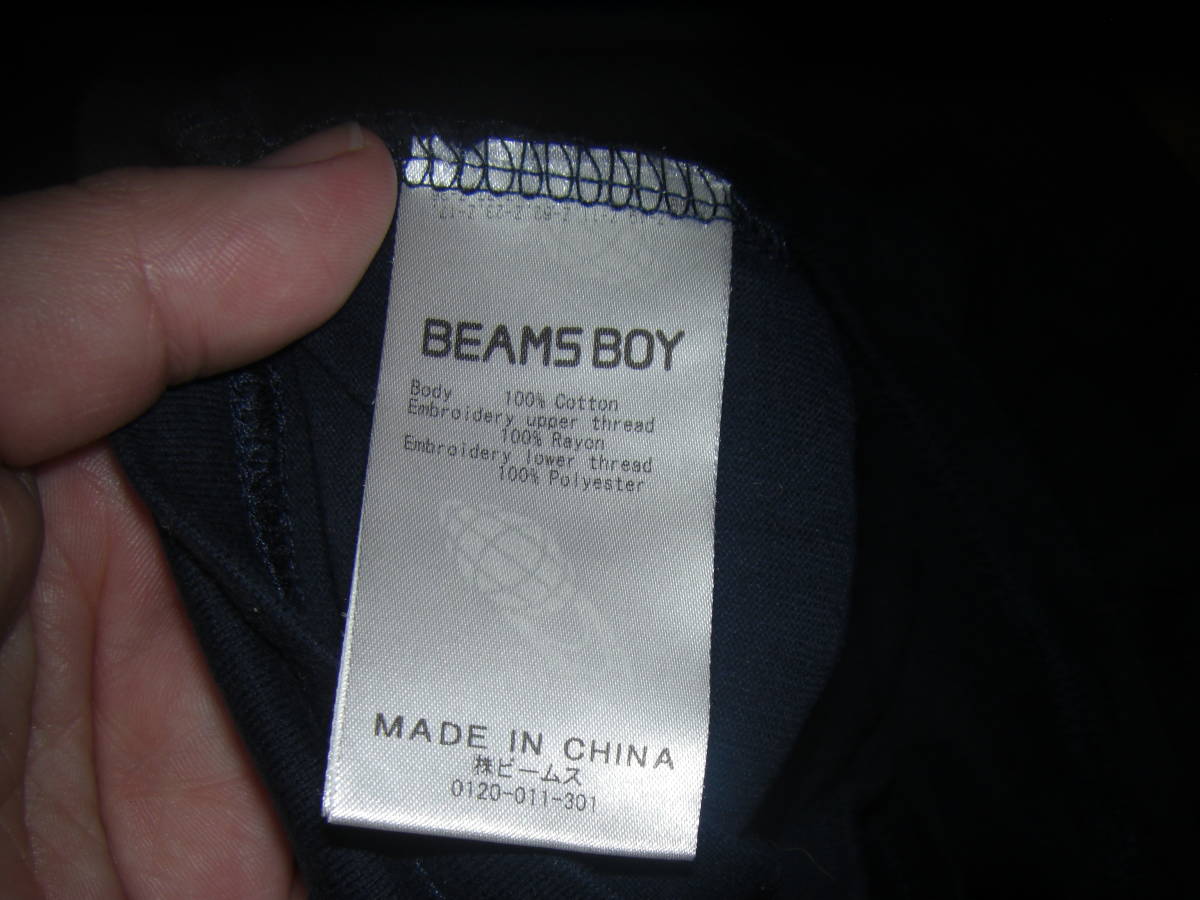 BEAMS BOY
Body 100% Cotton
Embroidery upper thread
100% Rayon
Embroidery lower thread
100% Polyester
MADE IN CHINA
株ビームス
0120-011-301